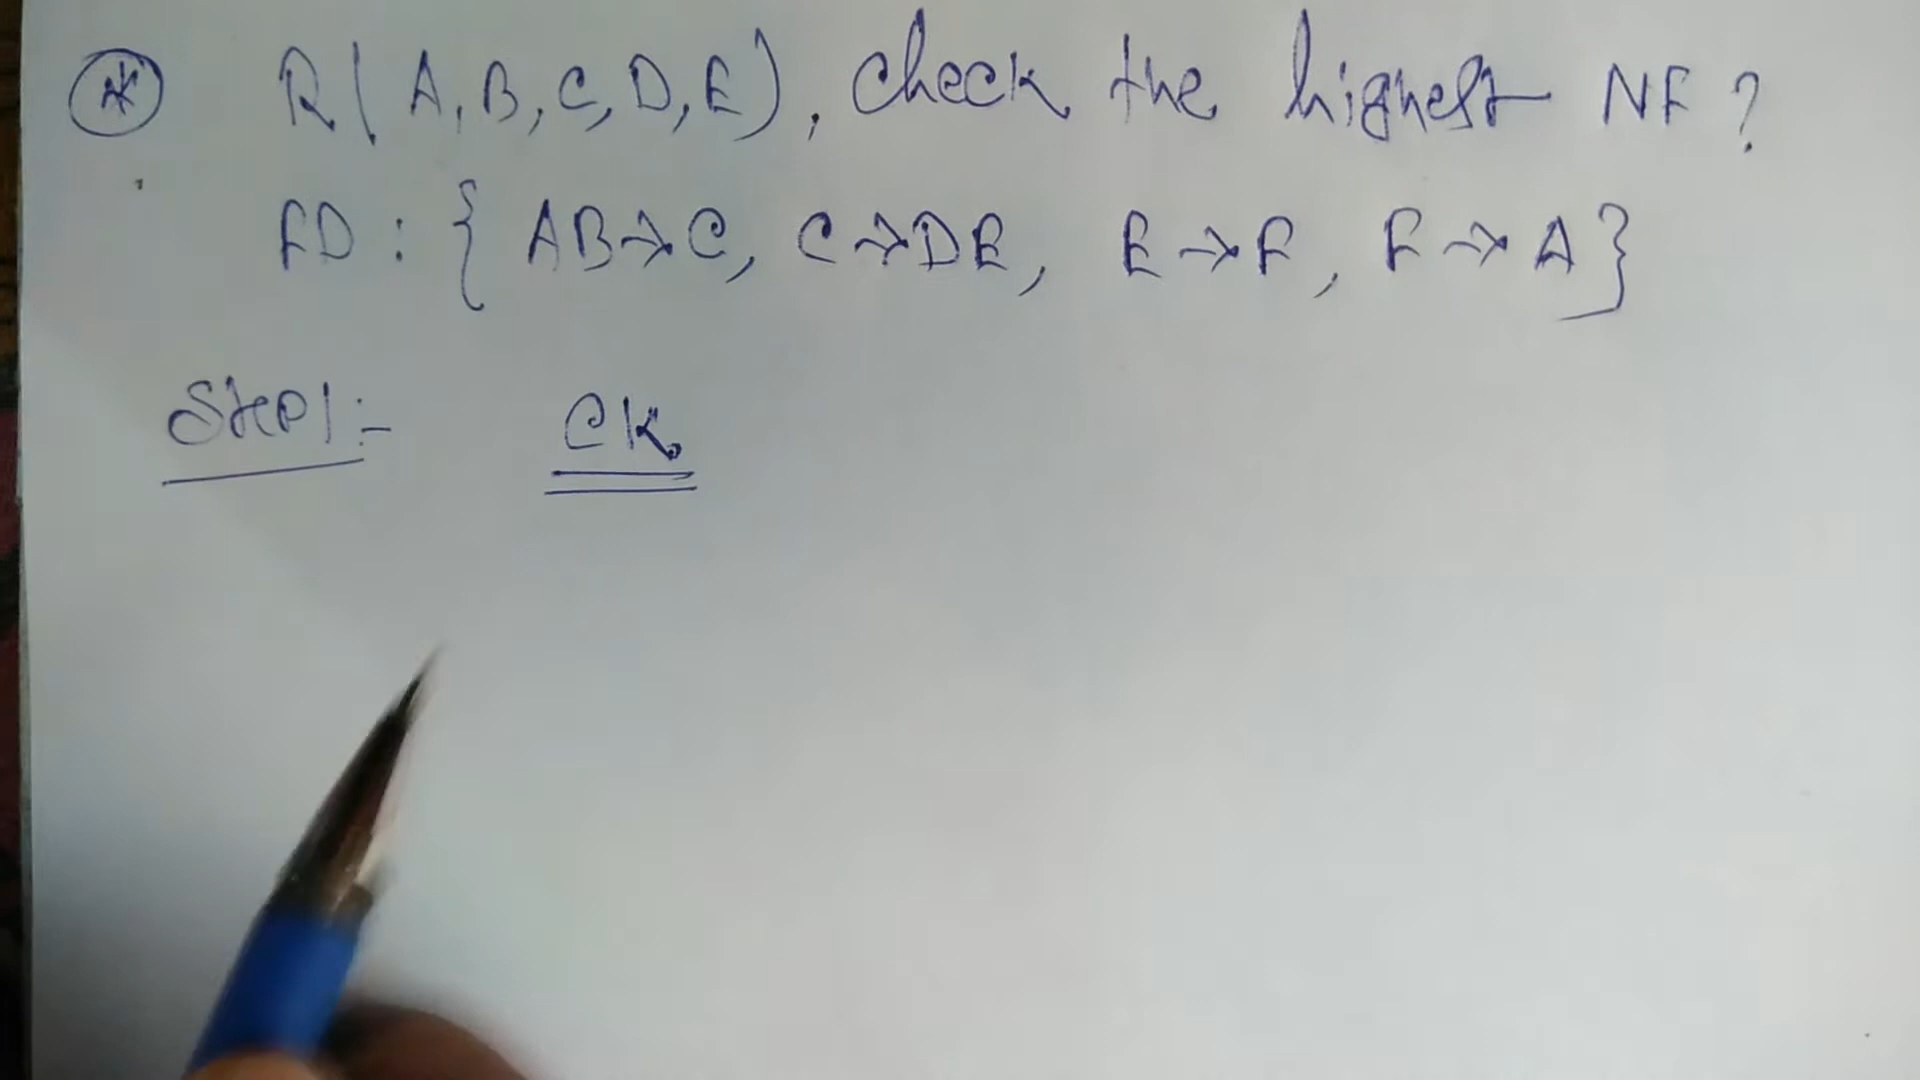 * R(A,B,C,D,E), Check the highest NF?
FD: { AB→C, C→DE, E→F, F→A}
Step1:- CK